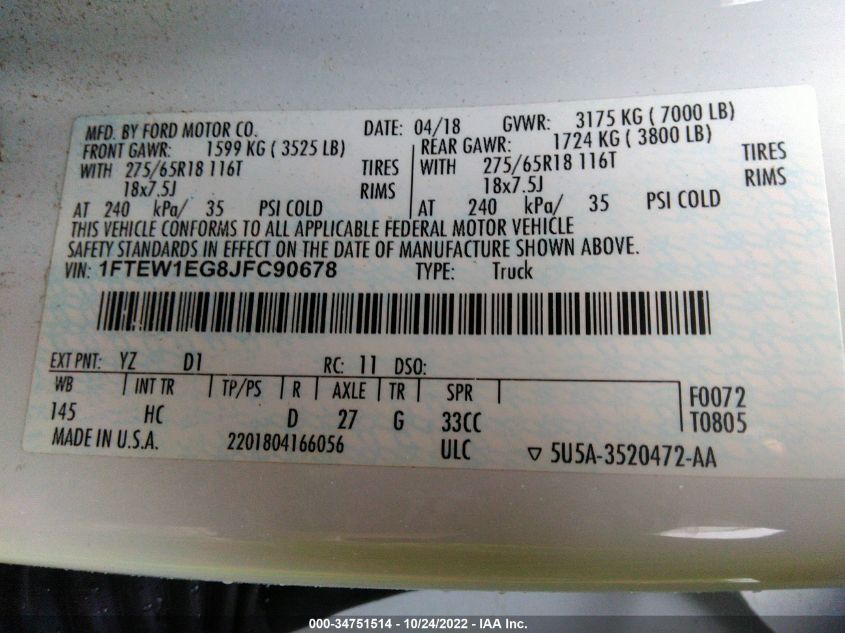 MFD. BY FORD MOTOR CO. DATE: 04/18 GVWR: 3175 KG ( 7000 LB)
FRONT GAWR: 1599 KG ( 3525 LB) REAR GAWR: 1724 KG ( 3800 LB)
WITH 275/65R18 116T TIRES WITH 275/65R18 116T TIRES
18x7.5J RIMS 18x7.5J RIMS
AT 240 kPa/ 35 PSI COLD AT 240 kPa/ 35 PSI COLD
THIS VEHICLE CONFORMS TO ALL APPLICABLE FEDERAL MOTOR VEHICLE
SAFETY STANDARDS IN EFFECT ON THE DATE OF MANUFACTURE SHOWN ABOVE.
VIN: 1FTEW1EG8JFC90678 TYPE: Truck
EXT PNT: YZ D1 RC: 11 DSO:
WB INT TR TP/PS R AXLE TR SPR F0072
145 HC D 27 G 33CC T0805
MADE IN U.S.A. 2201804166056 ULC ▽ 5U5A-3520472-AA
000-34751514 - 10/24/2022 - IAA Inc.